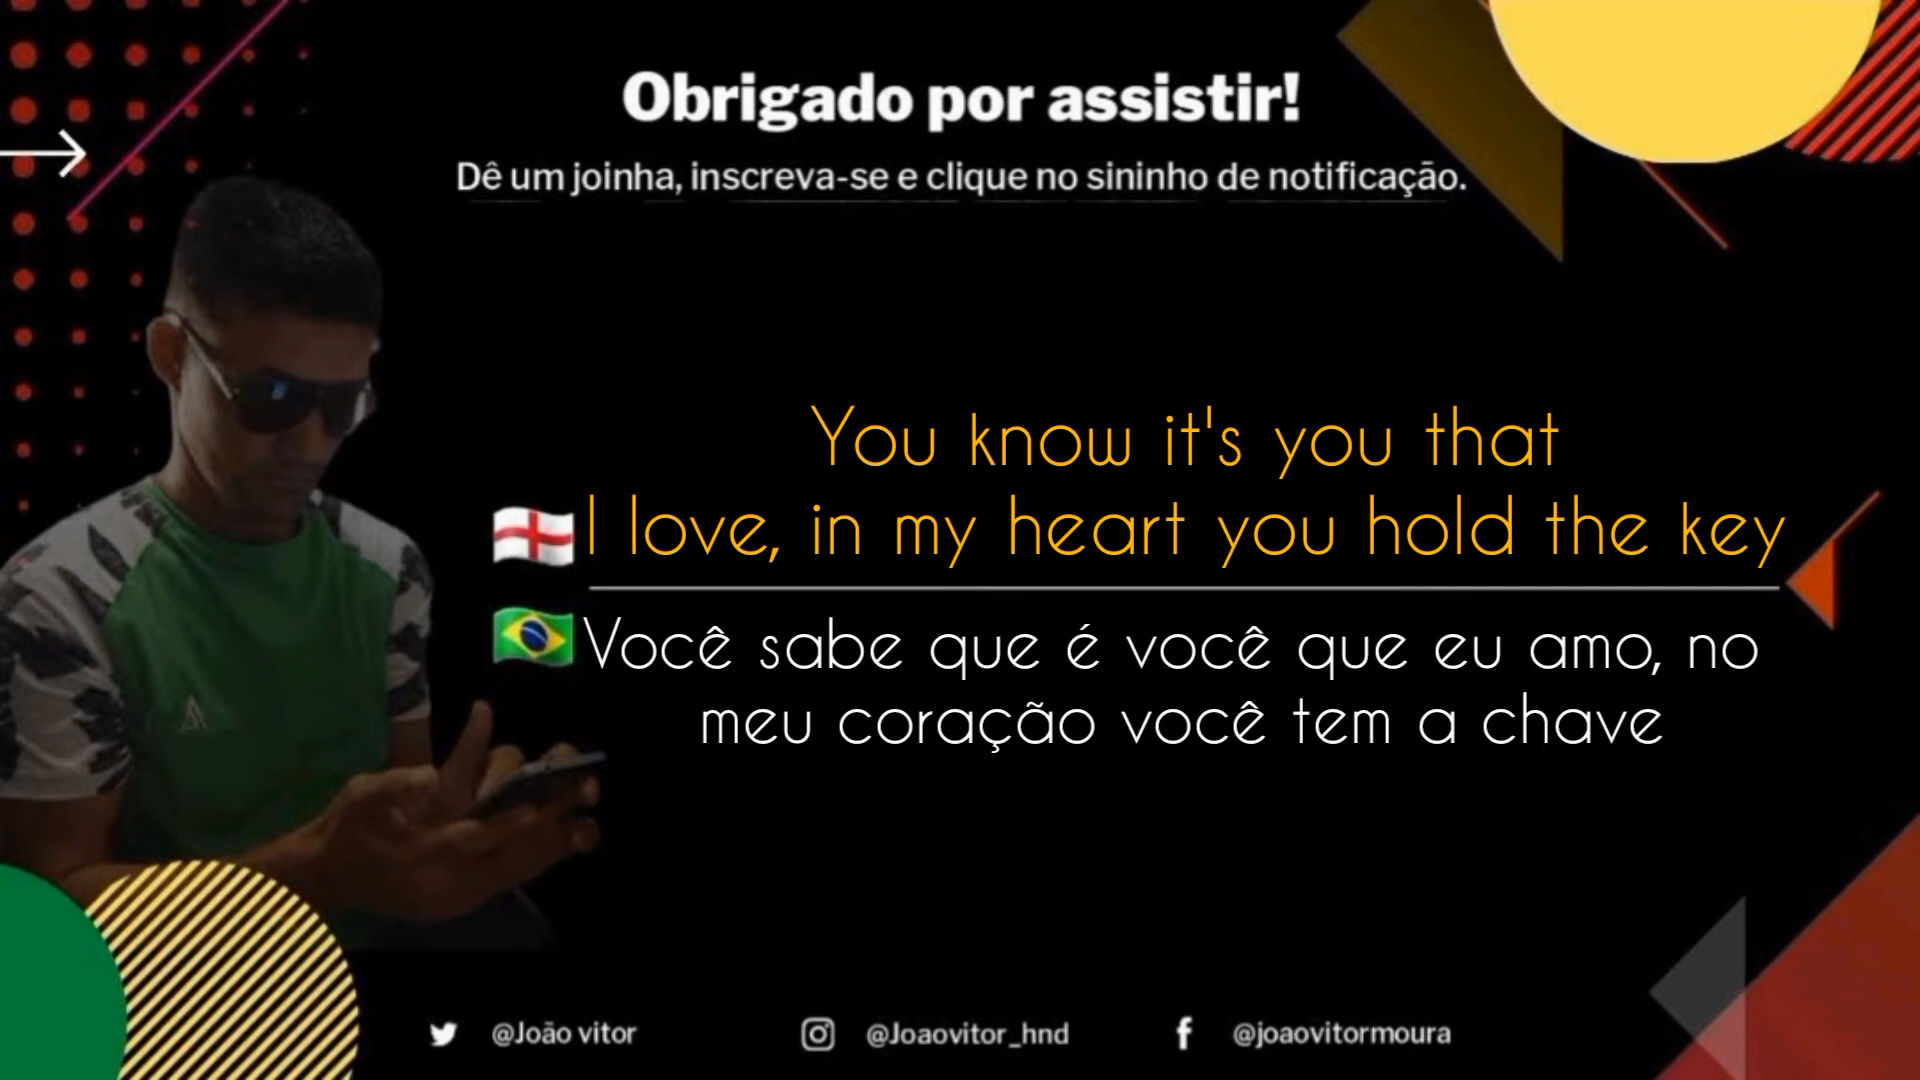 Obrigado por assistir!
Dê um joinha, inscreva-se e clique no sininho de notificação.
You know it's you that
I love, in my heart you hold the key
Você sabe que é você que eu amo, no
meu coração você tem a chave
@João vitor
@Joaovitor_hnd
@joaovitormoura